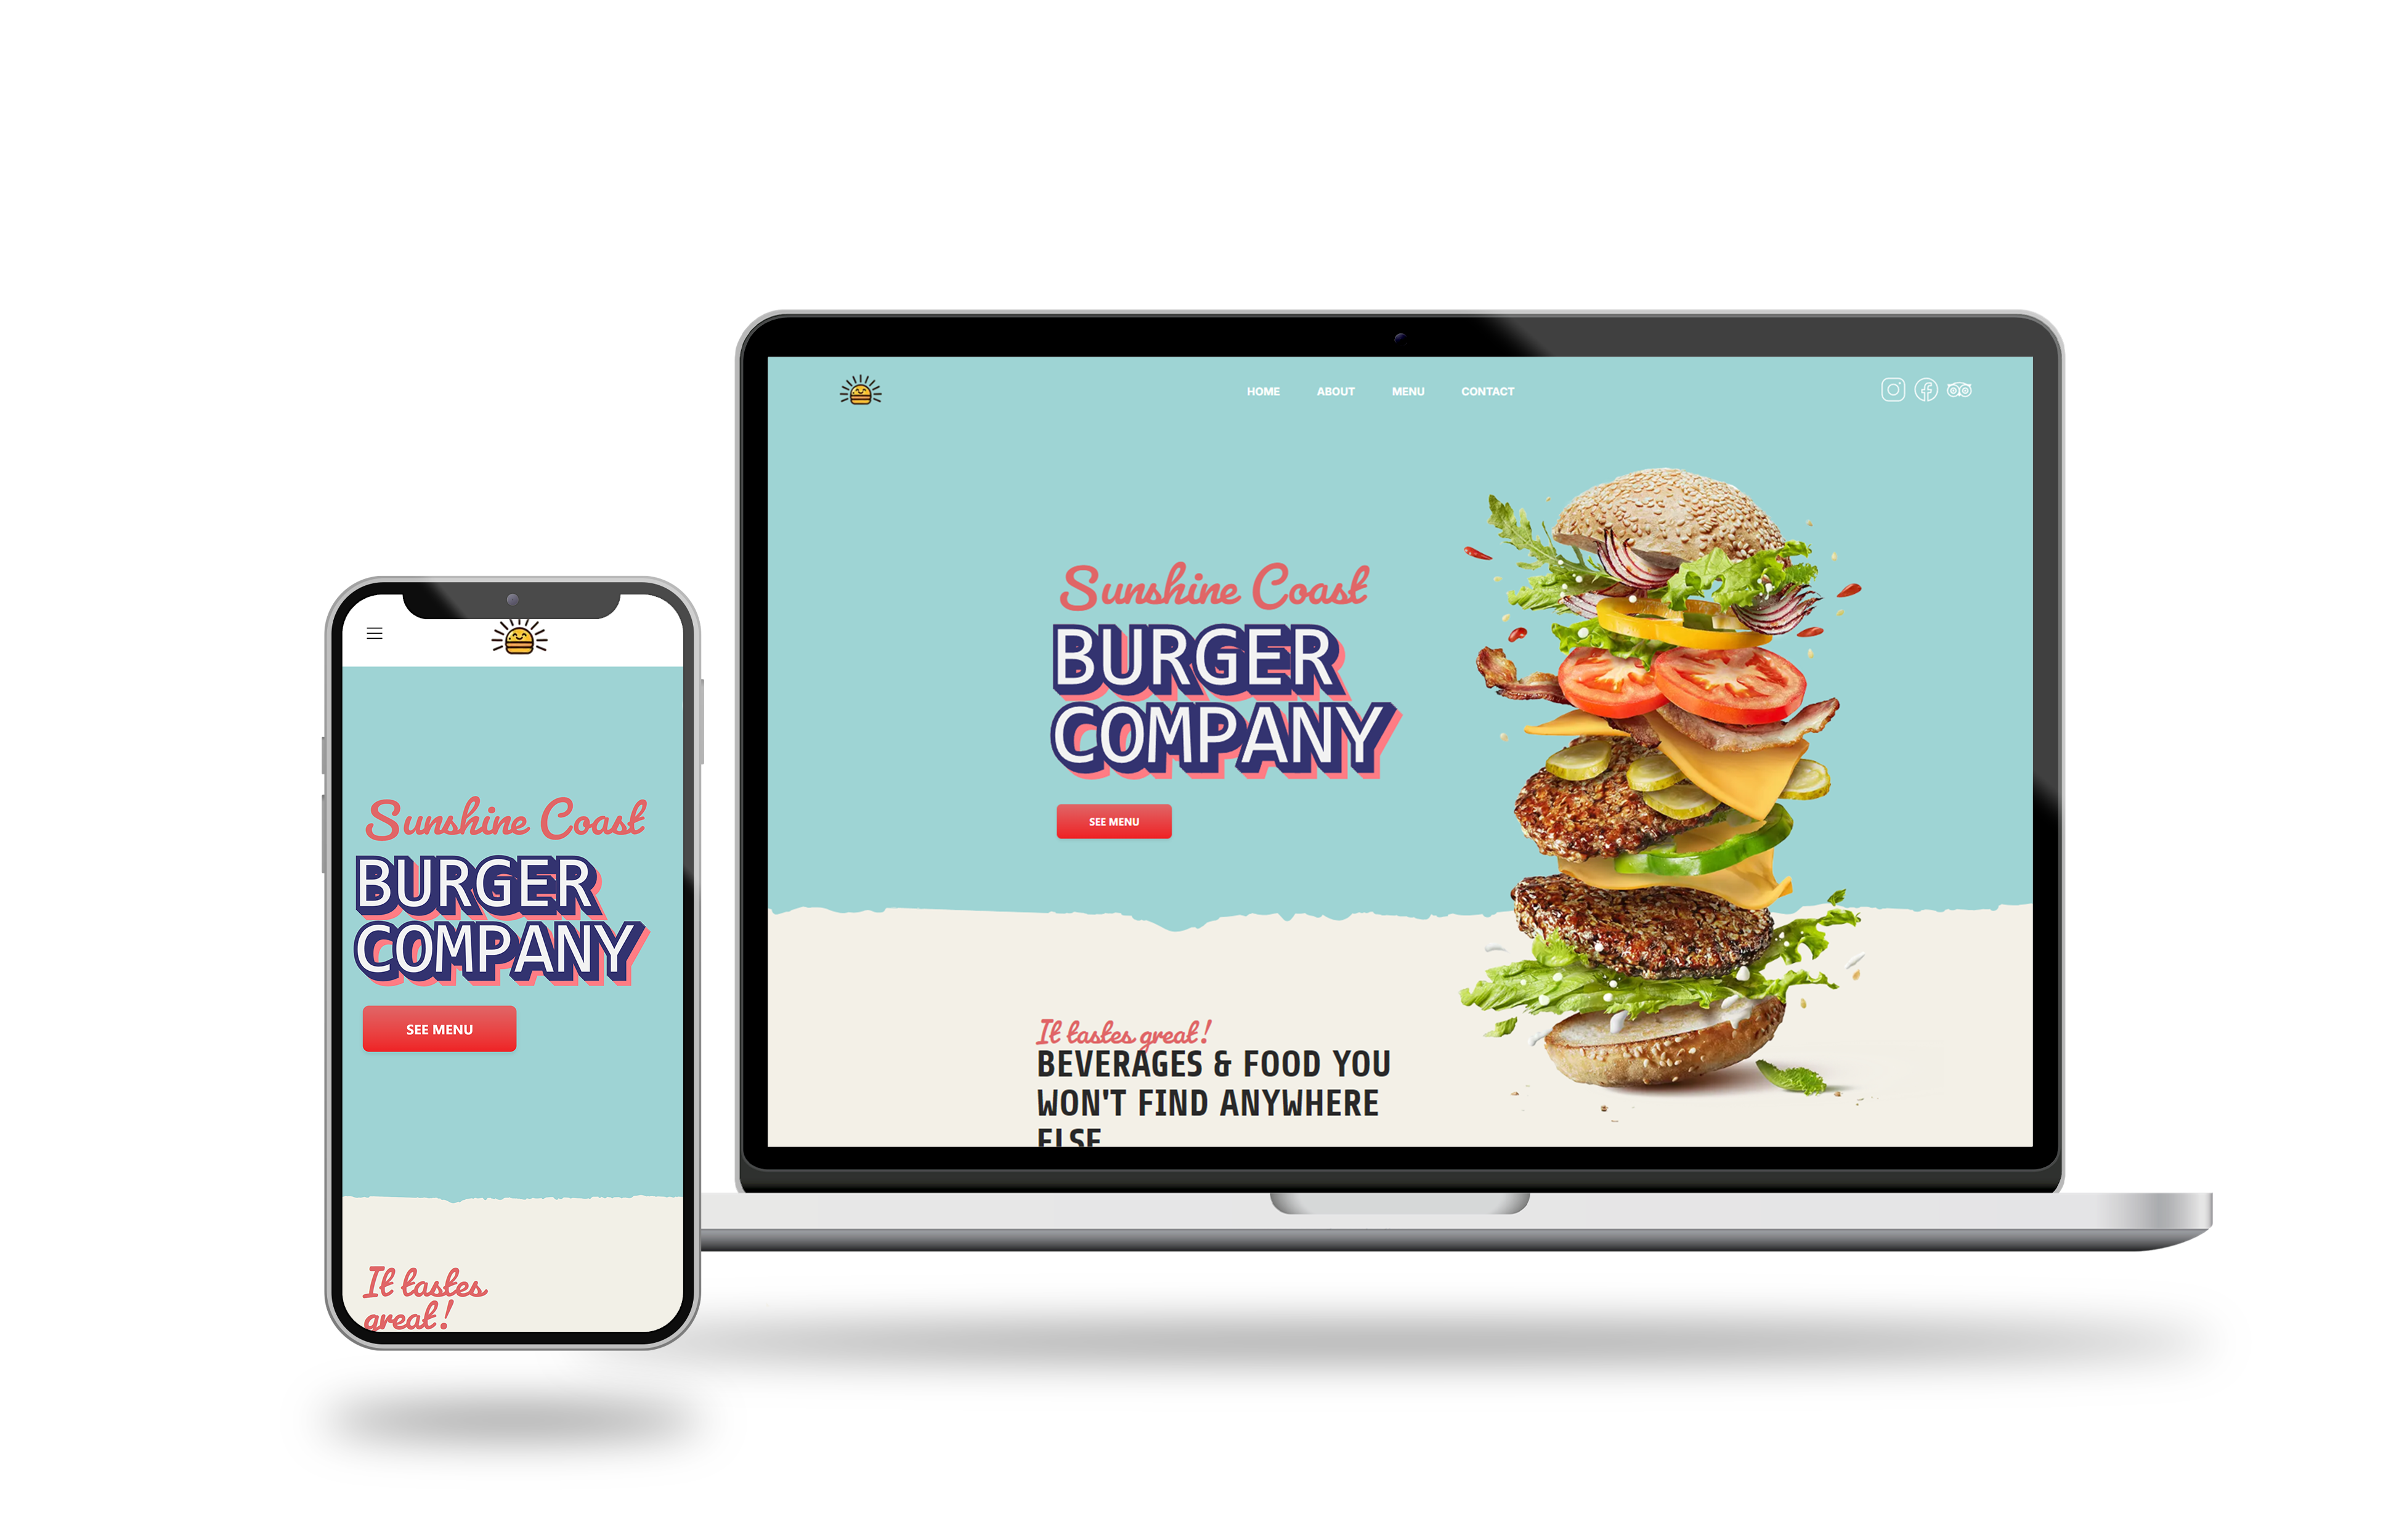 HOME ABOUT MENU CONTACT
Sunshine Coast
BURGER
COMPANY
SEE MENU
It tastes great!
BEVERAGES & FOOD YOU
WON'T FIND ANYWHERE
ELSE
Sunshine Coast
BURGER
COMPANY
SEE MENU
It tastes
great!